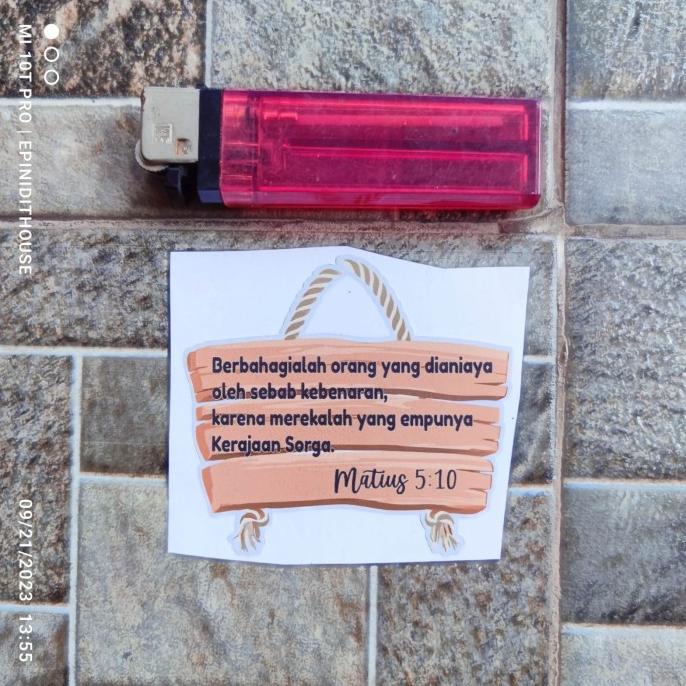 Berbahagialah orang yang dianiaya
oleh sebab kebenaran,
karena merekalah yang empunya
Kerajaan Sorga.
Matius 5:10
MI 10T PRO | EPINIDITHOUSE
09/21/2023 13:55